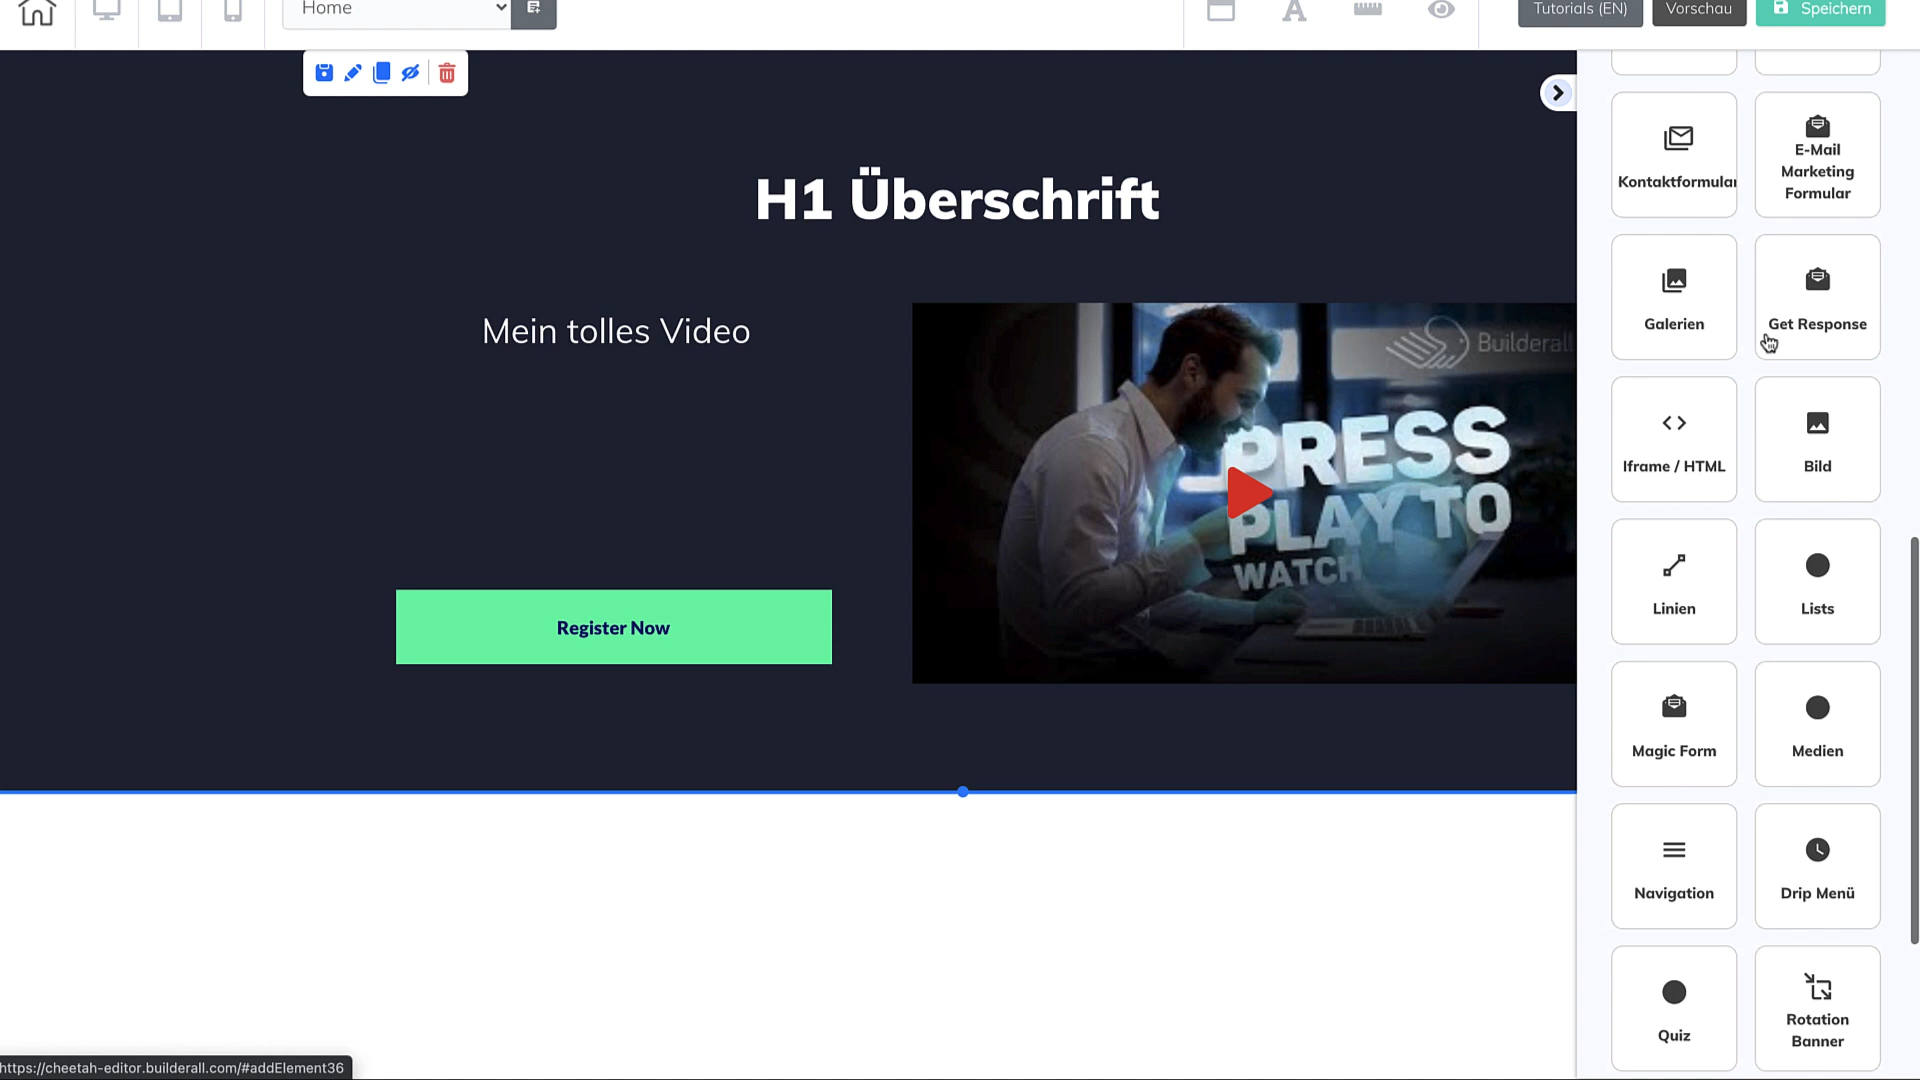 Home
Tutorials (EN)
Vorschau
Speichern
H1 Überschrift
Mein tolles Video
Builderall
PRESS
PLAY TO
WATCH
Register Now
Kontaktformular
E-Mail
Marketing
Formular
Galerien
Get Response
Iframe / HTML
Bild
Linien
Lists
Magic Form
Medien
Navigation
Drip Menü
Quiz
Rotation
Banner
https://cheetah-editor.builderall.com/#addElement36